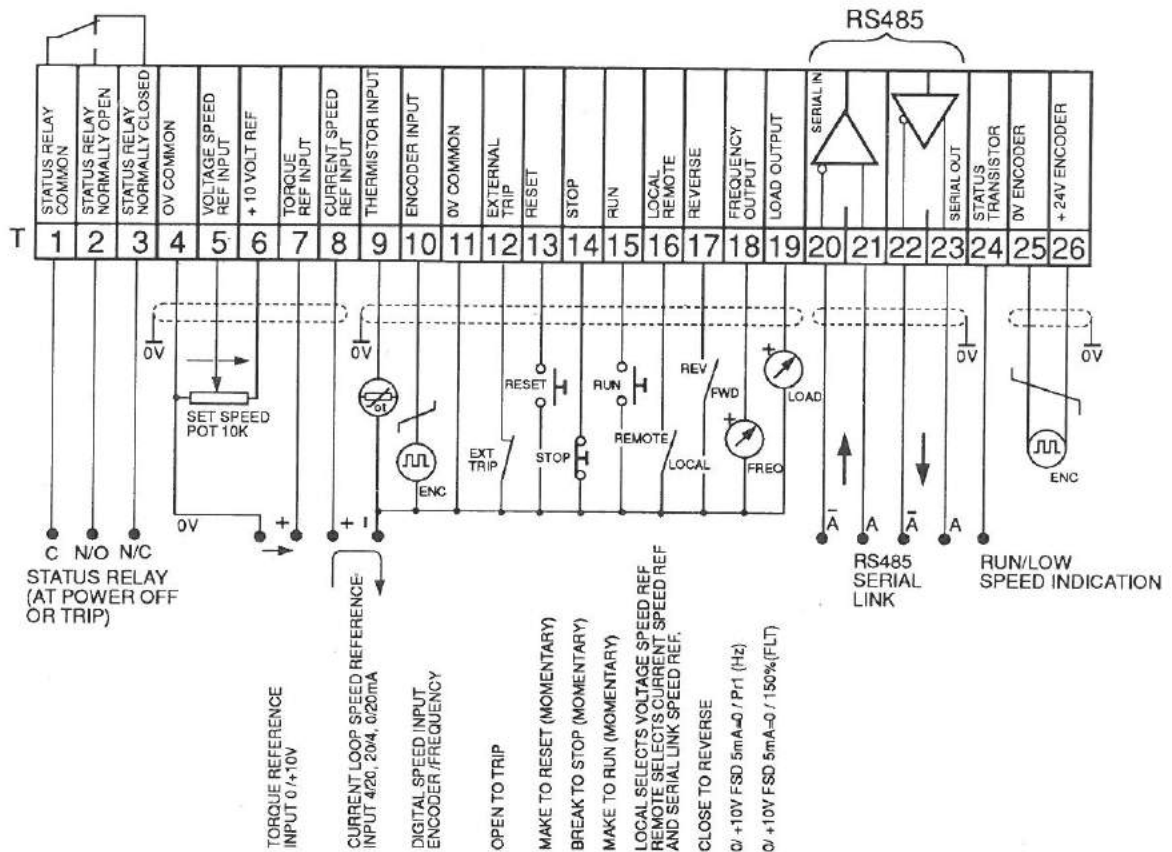 RS485
STATUS RELAY
COMMON
STATUS RELAY
NORMALLY OPEN
STATUS RELAY
NORMALLY CLOSED
OV COMMON
VOLTAGE SPEED
REF INPUT
+10 VOLT REF
TORQUE
REF INPUT
CURRENT SPEED
REF INPUT
THERMISTOR INPUT
ENCODER INPUT
0V COMMON
EXTERNAL
TRIP
RESET
STOP
RUN
LOCAL
REMOTE
REVERSE
FREQUENCY
OUTPUT
LOAD OUTPUT
SERIAL IN
SERIAL OUT
STATUS
TRANSISTOR
0V ENCODER
+ 24V ENCODER
T 1 2 3 4 5 6 7 8 9 10 11 12 13 14 15 16 17 18 19 20 21 22 23 24 25 26
0V
0V
0V
0V
SET SPEED
POT 10K
θt
ENC
EXT
TRIP
RESET
STOP
RUN
REMOTE
LOCAL
REV
FWD
+
FREQ
+
LOAD
ENC
0V
+
+ -
Ā A Ā A
C N/O N/C
STATUS RELAY
(AT POWER OFF
OR TRIP)
RS485
SERIAL
LINK
RUN/LOW
SPEED INDICATION
TORQUE REFERENCE
INPUT 0/+10V
CURRENT LOOP SPEED REFERENCE
INPUT 4/20, 20/4, 0/20mA
DIGITAL SPEED INPUT
ENCODER /FREQUENCY
OPEN TO TRIP
MAKE TO RESET (MOMENTARY)
BREAK TO STOP (MOMENTARY)
MAKE TO RUN (MOMENTARY)
LOCAL SELECTS VOLTAGE SPEED REF
REMOTE SELECTS CURRENT SPEED REF
AND SERIAL LINK SPEED REF.
CLOSE TO REVERSE
0/ +10V FSD 5mA=0 / Pr1 (Hz)
0/ +10V FSD 5mA=0 / 150%(FLT)